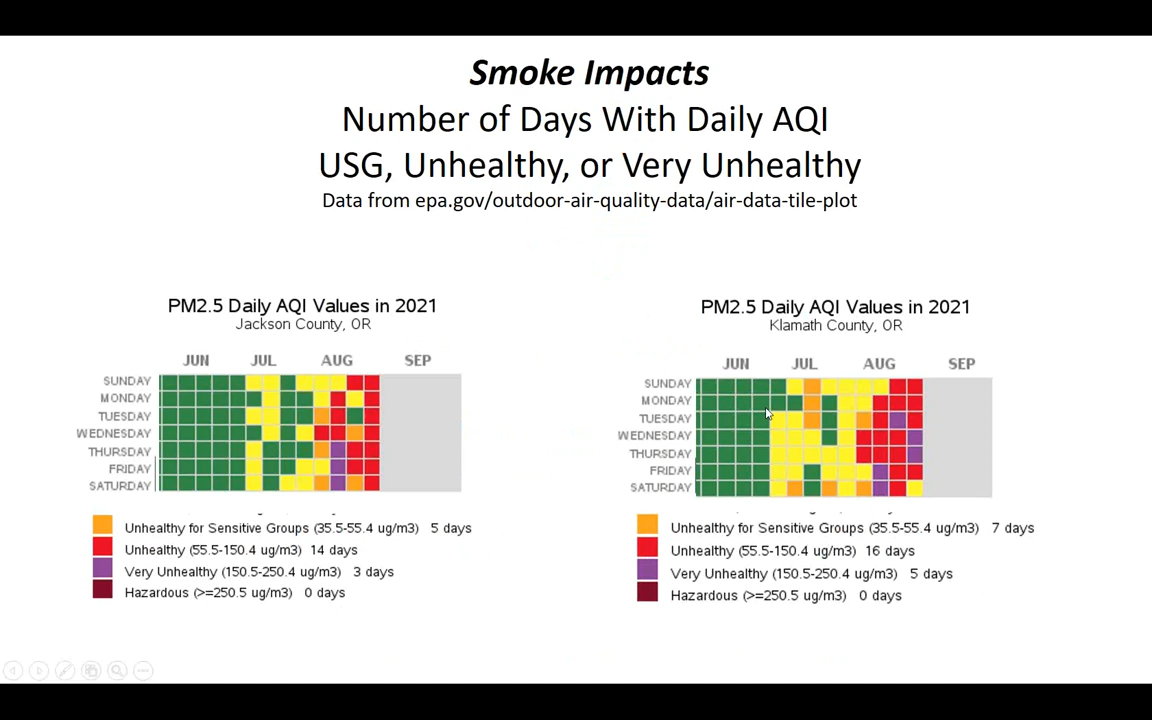 Smoke Impacts
Number of Days With Daily AQI
USG, Unhealthy, or Very Unhealthy
Data from epa.gov/outdoor-air-quality-data/air-data-tile-plot
PM2.5 Daily AQI Values in 2021
Jackson County, OR
JUN JUL AUG SEP
SUNDAY
MONDAY
TUESDAY
WEDNESDAY
THURSDAY
FRIDAY
SATURDAY
Unhealthy for Sensitive Groups (35.5-55.4 ug/m3) 5 days
Unhealthy (55.5-150.4 ug/m3) 14 days
Very Unhealthy (150.5-250.4 ug/m3) 3 days
Hazardous (>=250.5 ug/m3) 0 days
PM2.5 Daily AQI Values in 2021
Klamath County, OR
JUN JUL AUG SEP
SUNDAY
MONDAY
TUESDAY
WEDNESDAY
THURSDAY
FRIDAY
SATURDAY
Unhealthy for Sensitive Groups (35.5-55.4 ug/m3) 7 days
Unhealthy (55.5-150.4 ug/m3) 16 days
Very Unhealthy (150.5-250.4 ug/m3) 5 days
Hazardous (>=250.5 ug/m3) 0 days